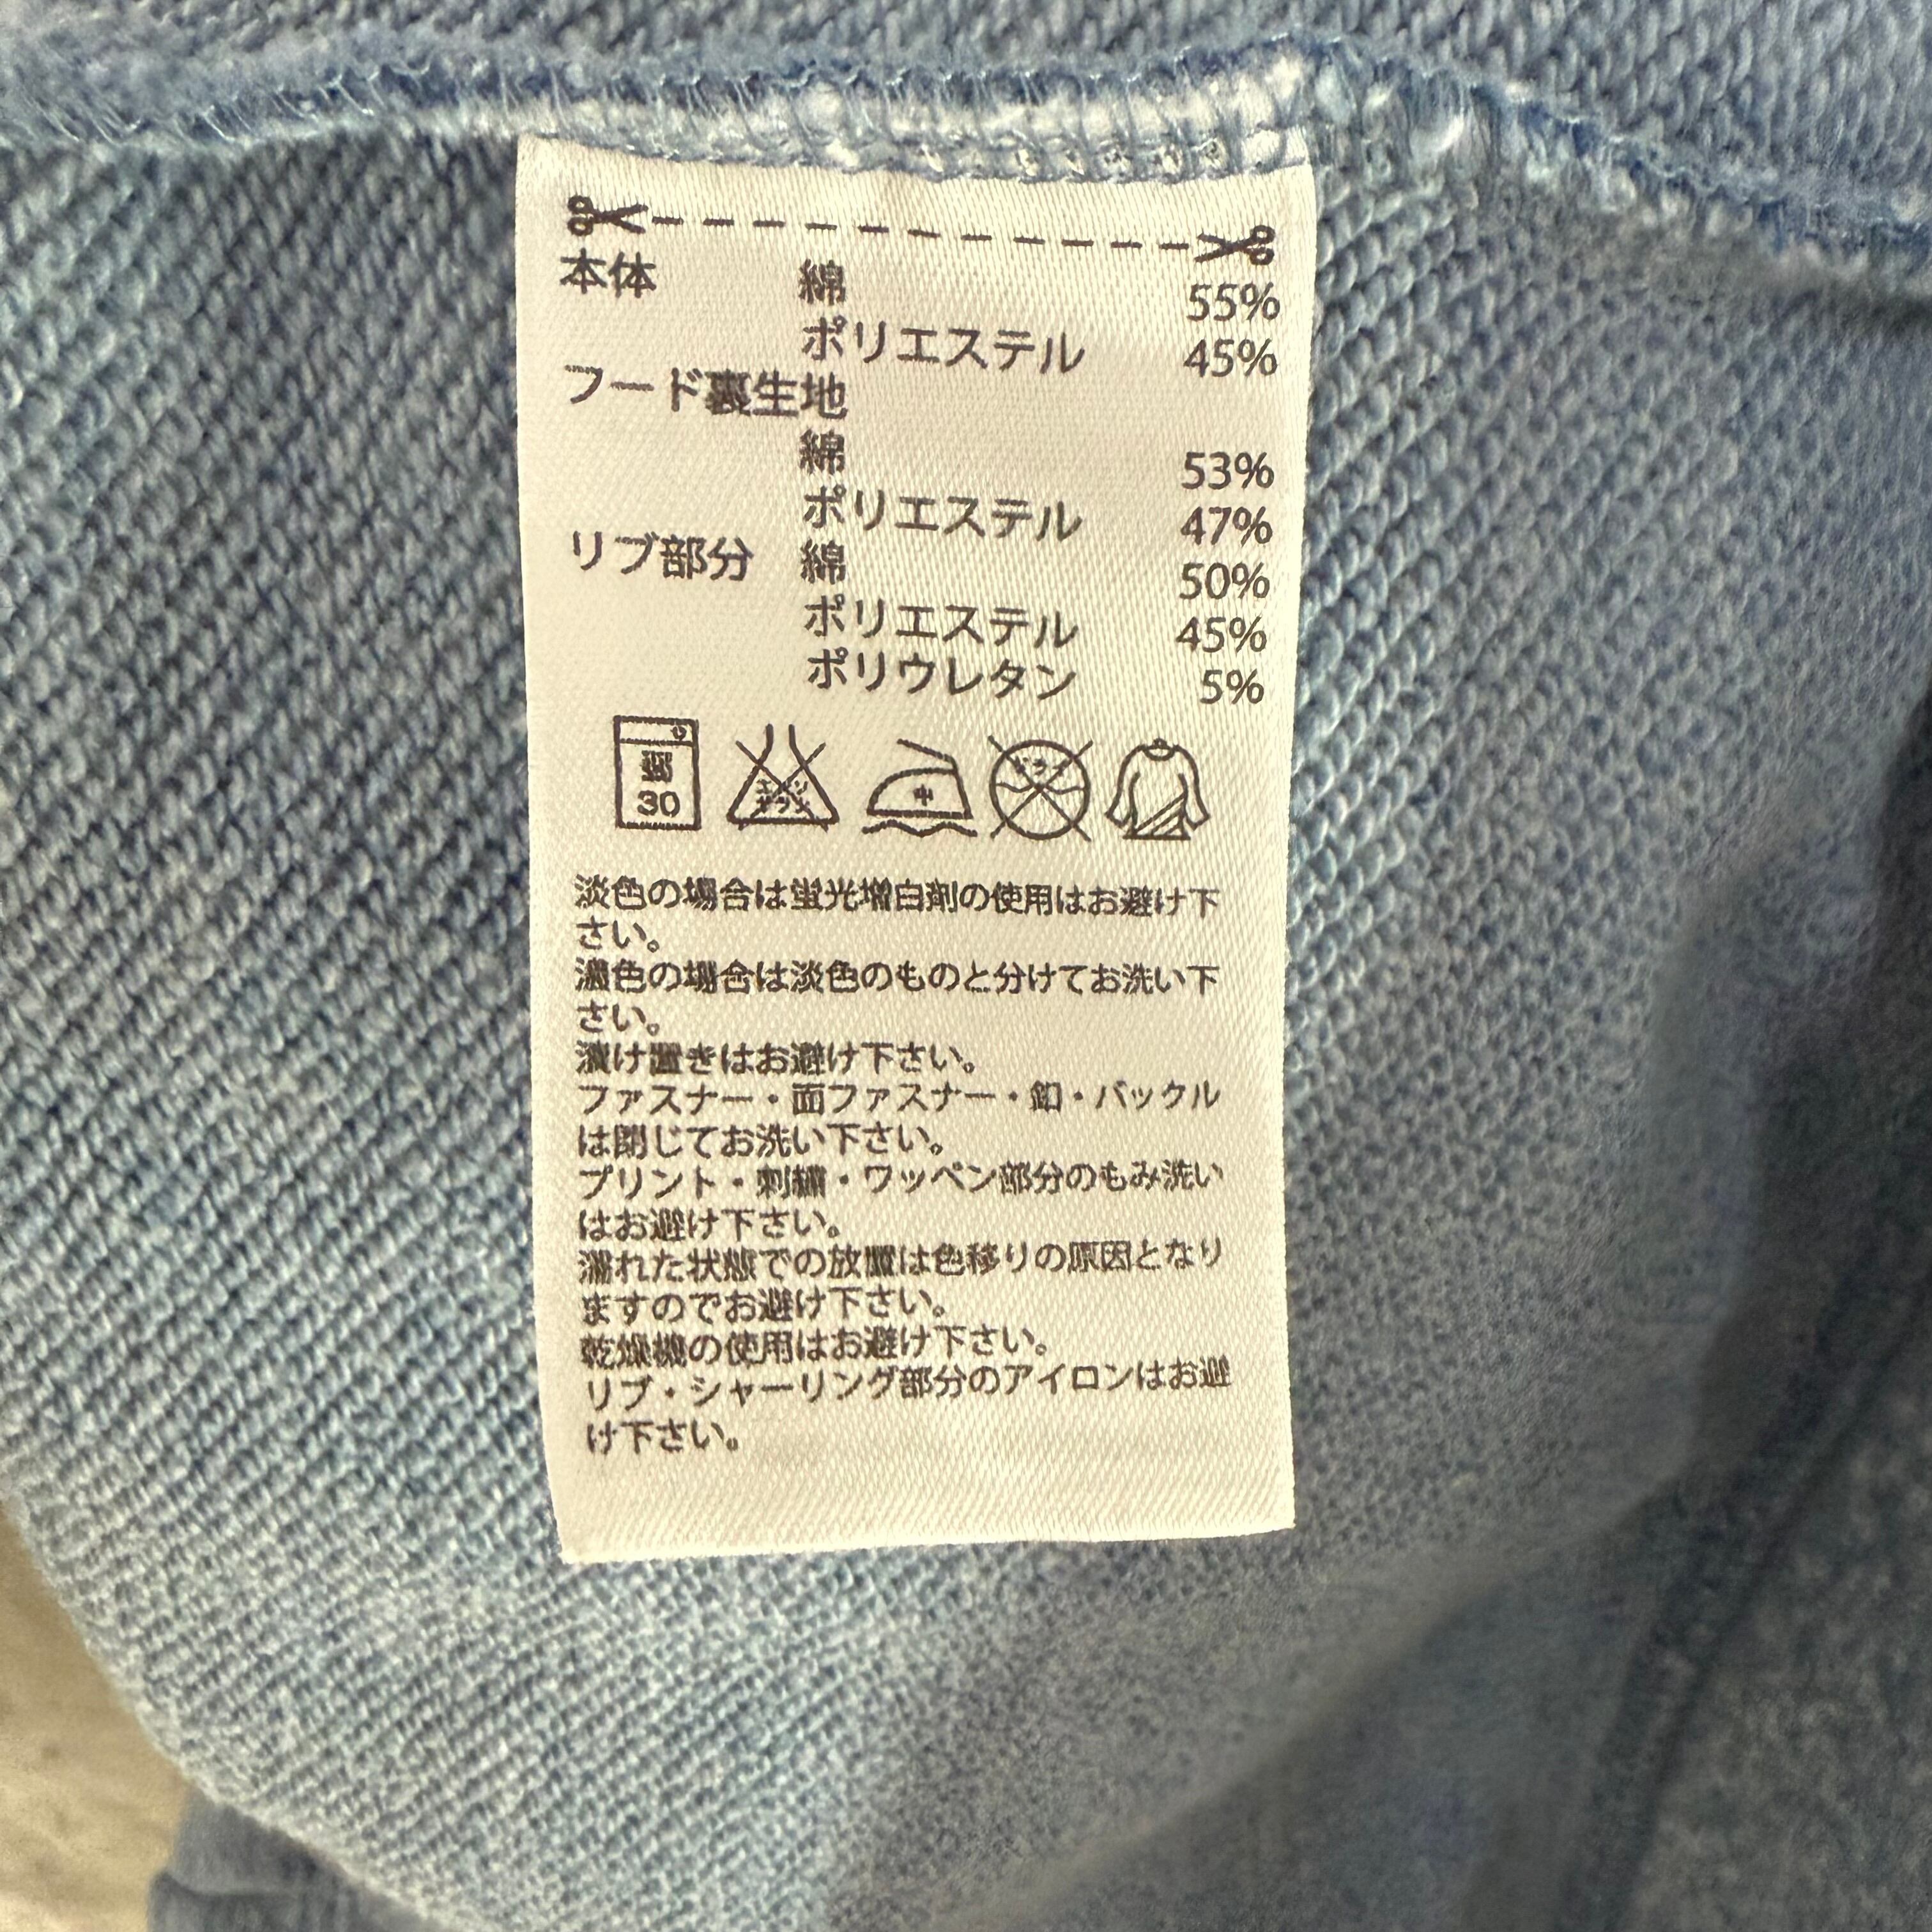 本体 綿 55%
ポリエステル 45%
フード裏生地
綿 53%
ポリエステル 47%
リブ部分 綿 50%
ポリエステル 45%
ポリウレタン 5%
弱 30 エンソサラシ 中 ドライ
淡色の場合は蛍光増白剤の使用はお避け下
さい。
濃色の場合は淡色のものと分けてお洗い下
さい。
漬け置きはお避け下さい。
ファスナー・面ファスナー・釦・バックル
は閉じてお洗い下さい。
プリント・刺繍・ワッペン部分のもみ洗い
はお避け下さい。
濡れた状態での放置は色移りの原因となり
ますのでお避け下さい。
乾燥機の使用はお避け下さい。
リブ・シャーリング部分のアイロンはお避
け下さい。